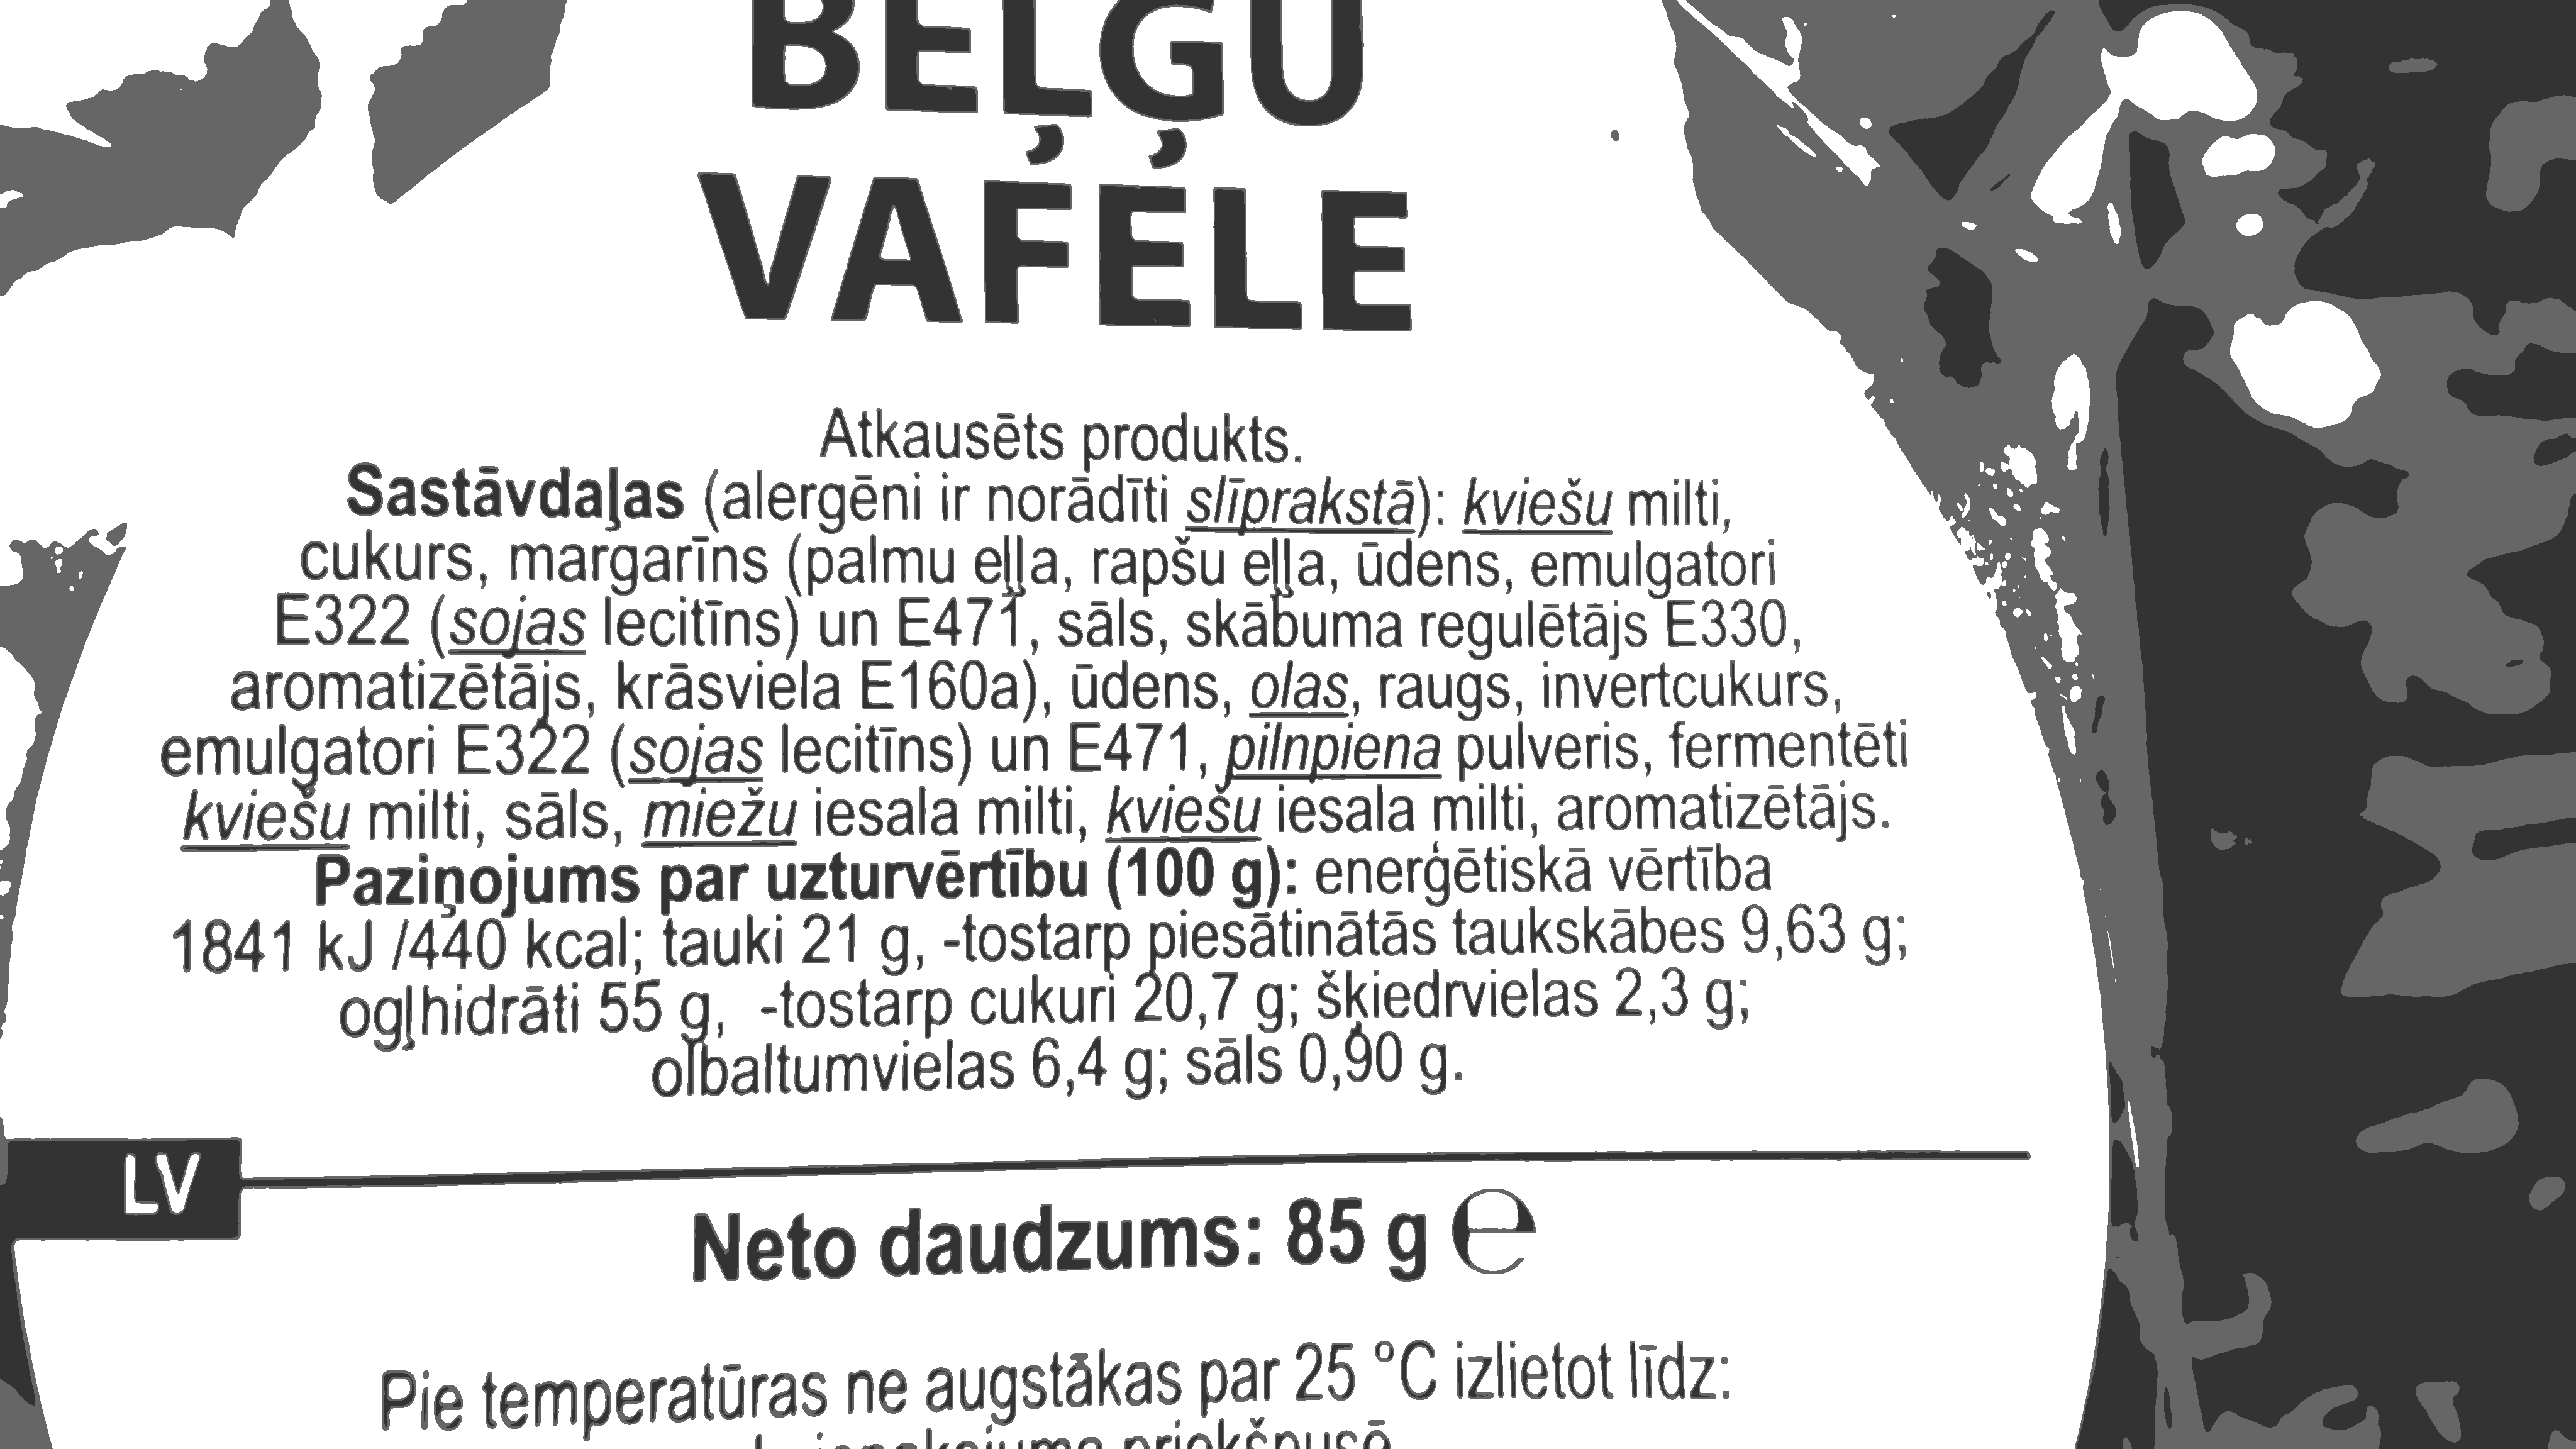 BEĻĢU
VAFELE
Atkausēts produkts.
Sastāvdaļas (alergēni ir norādīti slīprakstā): kviešu milti,
cukurs, margarīns (palmu eļļa, rapšu eļļa, ūdens, emulgatori
E322 (sojas lecitīns) un E471, sāls, skābuma regulētājs E330,
aromatizētājs, krāsviela E160a), ūdens, olas, raugs, invertcukurs,
emulgatori E322 (sojas lecitīns) un E471, pilnpiena pulveris, fermentēti
kviešu milti, sāls, miežu iesala milti, kviešu iesala milti, aromatizētājs.
Paziņojums par uzturvērtību (100 g): enerģētiskā vērtība
1841 kJ /440 kcal; tauki 21 g, -tostarp piesātinātās taukskābes 9,63 g;
ogļhidrāti 55 g, -tostarp cukuri 20,7 g; šķiedrvielas 2,3 g;
olbaltumvielas 6,4 g; sāls 0,90 g.
LV
Neto daudzums: 85 g ℮
Pie temperatūras ne augstākas par 25 °C izlietot līdz:
priekšpusē